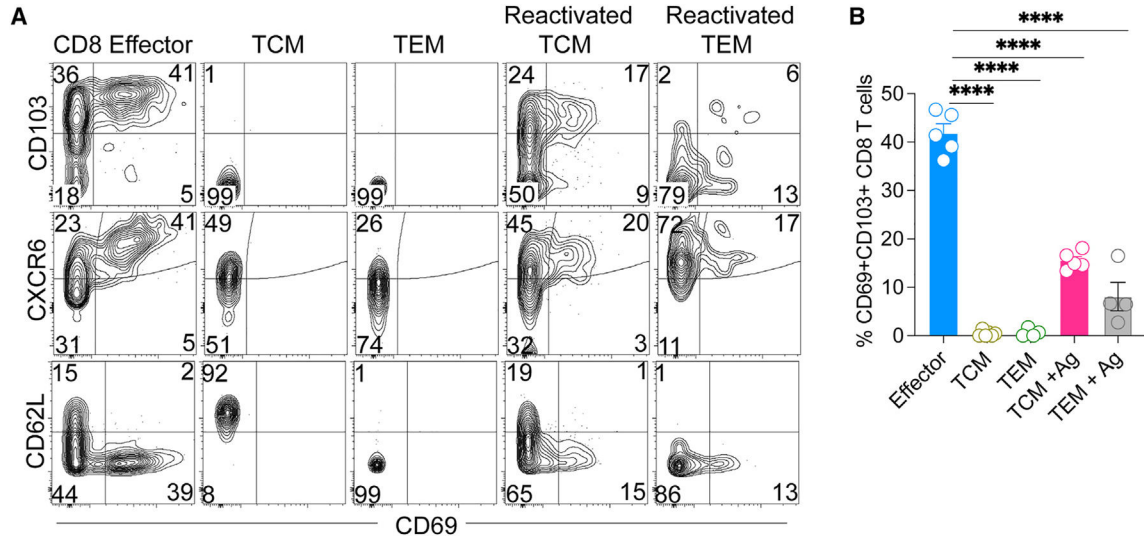 A
B
Reactivated Reactivated
CD8 Effector TCM TEM TCM TEM
CD103
36 41
18 5
1
99
99
24 17
50 9
2 6
79 13
CXCR6
23 41
31 5
49
51
26
74
45 20
32 3
72 17
11
CD62L
15 2
44 39
92
8
1
99
19 1
65 15
1
86 13
CD69
% CD69+CD103+ CD8 T cells
****
****
****
****
50
40
30
20
10
0
Effector
TCM
TEM
TCM +Ag
TEM + Ag